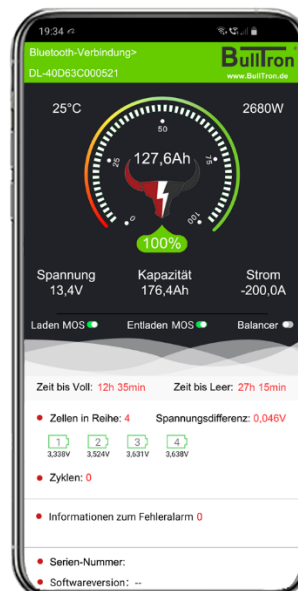 19:34
Bluetooth-Verbindung>
DL-40D63C000521
BullTron
www.BullTron.de
25°C
2680W
0
25
50
75
100
127,6Ah
100%
Spannung Kapazität Strom
13,4V 176,4Ah -200,0A
Laden MOS Entladen MOS Balancer
Zeit bis Voll: 12h 35min Zeit bis Leer: 27h 15min
Zellen in Reihe: 4 Spannungsdifferenz: 0,046V
1 2 3 4
3,338V 3,524V 3,631V 3,638V
Zyklen: 0
Informationen zum Fehleralarm 0
Serien-Nummer:
Softwareversion: --